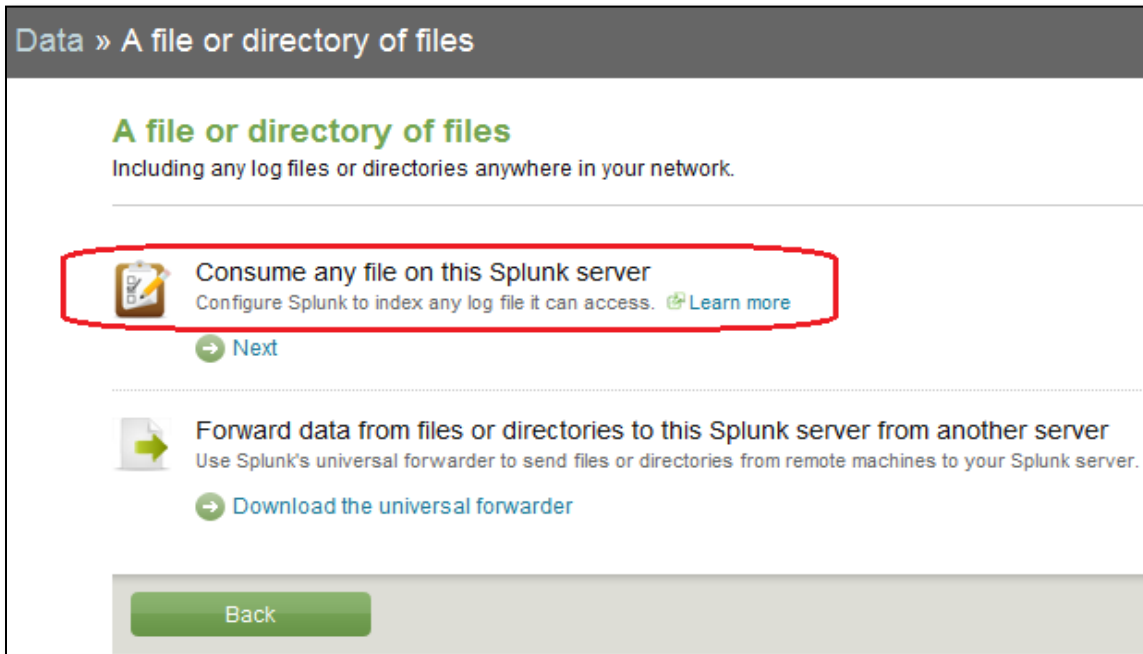 Data » A file or directory of files
A file or directory of files
Including any log files or directories anywhere in your network.
Consume any file on this Splunk server
Configure Splunk to index any log file it can access. Learn more
Next
Forward data from files or directories to this Splunk server from another server
Use Splunk's universal forwarder to send files or directories from remote machines to your Splunk server.
Download the universal forwarder
Back